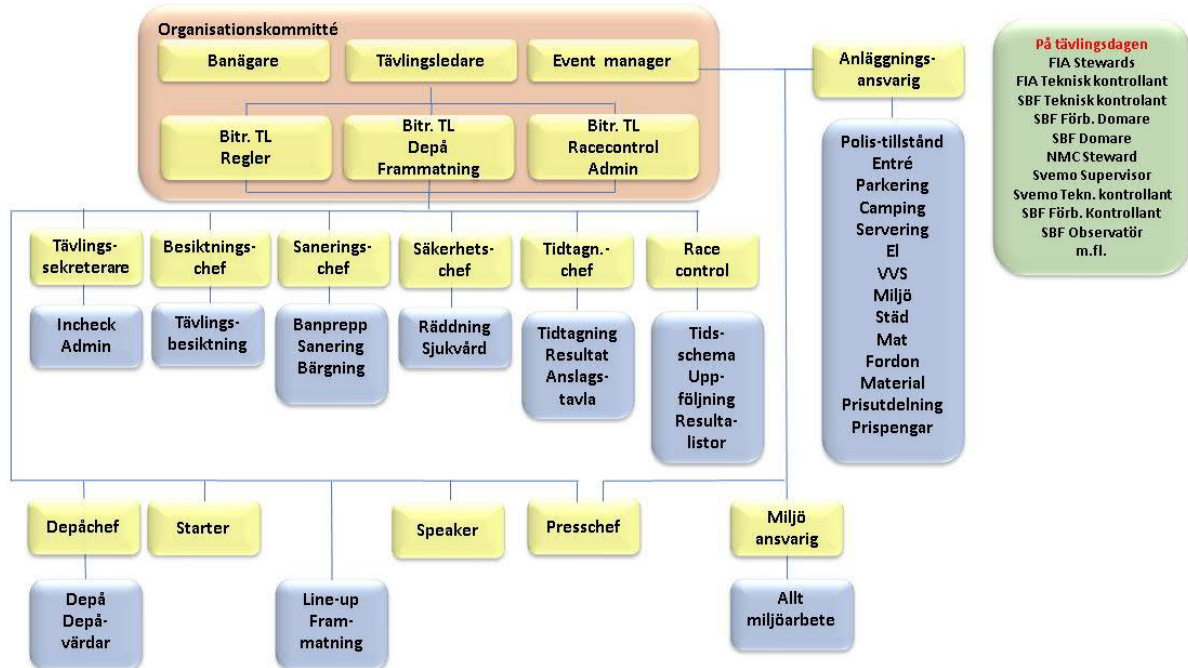 Organisationskommitté
Banägare
Tävlingsledare
Event manager
Bitr. TL
Regler
Bitr. TL
Depå
Frammatning
Bitr. TL
Racecontrol
Admin
Anläggnings-
ansvarig
Polis-tillstånd
Entré
Parkering
Camping
Servering
El
VVS
Miljö
Städ
Mat
Fordon
Material
Prisutdelning
Prispengar
På tävlingsdagen
FIA Stewards
FIA Teknisk kontrollant
SBF Teknisk kontrolant
SBF Förb. Domare
SBF Domare
NMC Steward
Svemo Supervisor
Svemo Tekn. kontrollant
SBF Förb. Kontrollant
SBF Observatör
m.fl.
Tävlings-
sekreterare
Besiktnings-
chef
Sanerings-
chef
Säkerhets-
chef
Tidtagn.-
chef
Race
control
Incheck
Admin
Tävlings-
besiktning
Banprepp
Sanering
Bärgning
Räddning
Sjukvård
Tidtagning
Resultat
Anslags-
tavla
Tids-
schema
Upp-
följning
Resulta-
listor
Depåchef
Starter
Speaker
Presschef
Miljö
ansvarig
Depå
Depå-
värdar
Line-up
Fram-
matning
Allt
miljöarbete